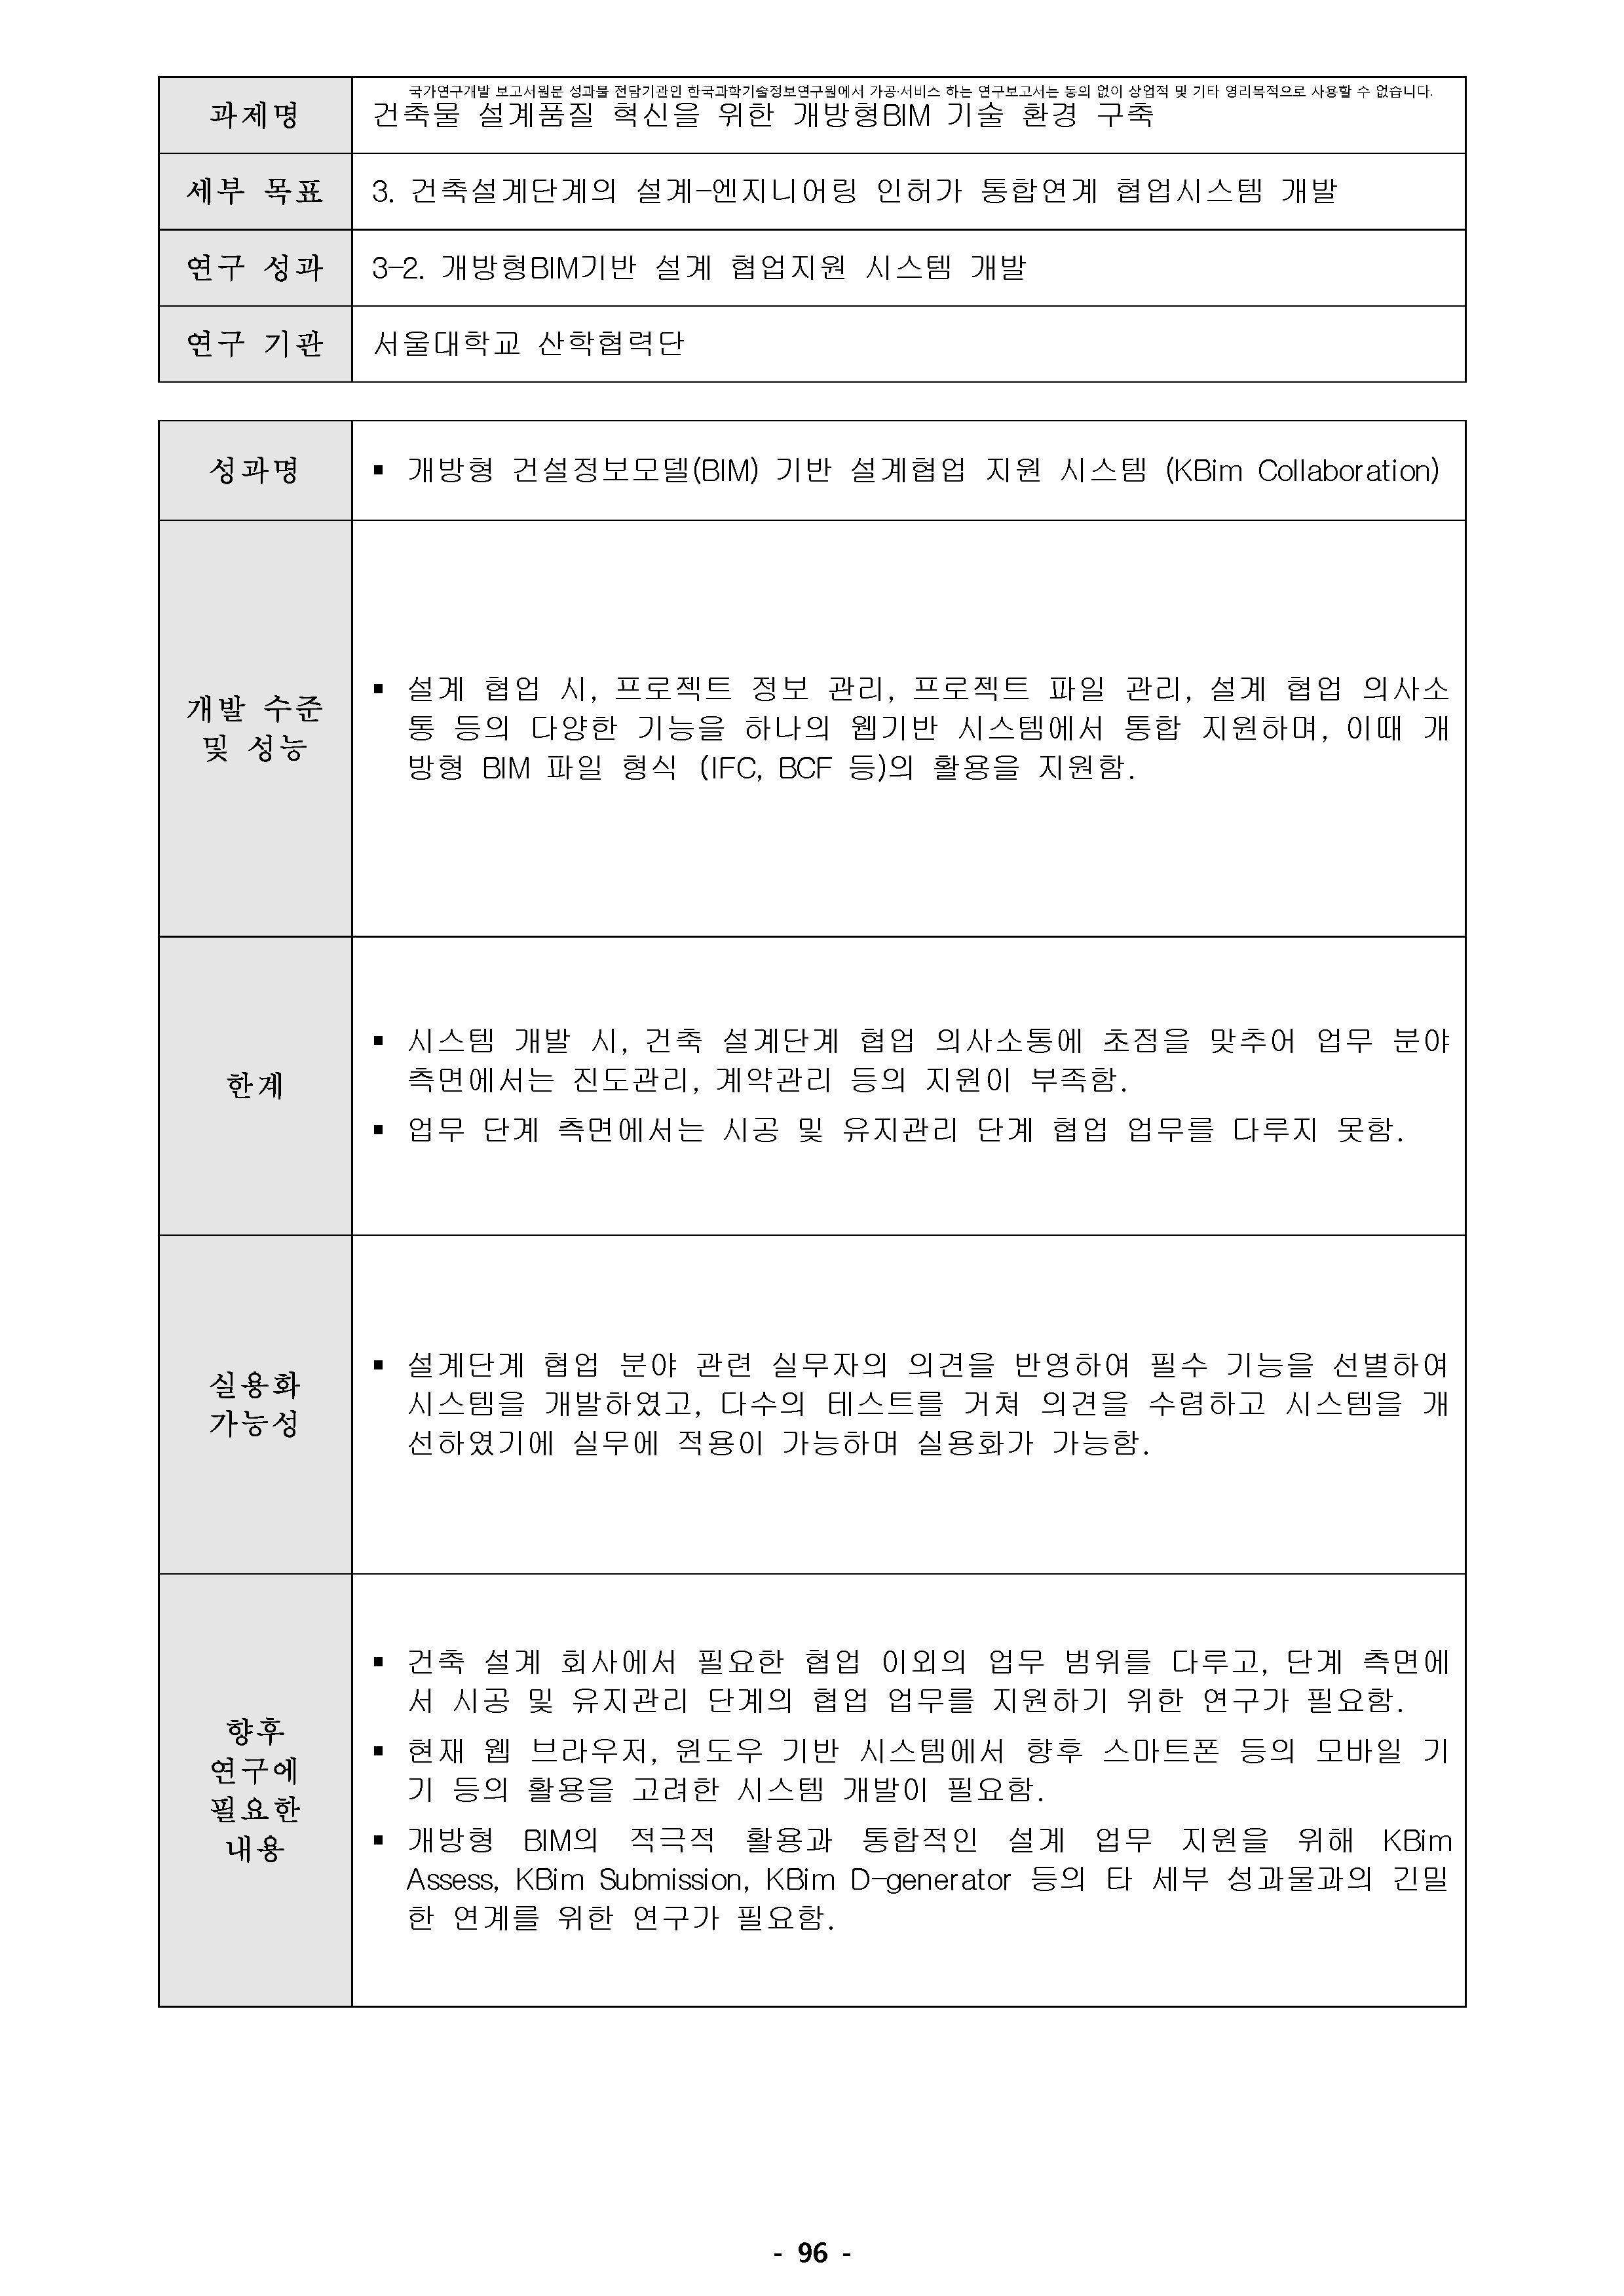 국가연구개발 보고서원문 성과물 전담기관인 한국과학기술정보연구원에서 가공·서비스 하는 연구보고서는 동의 없이 상업적 및 기타 영리목적으로 사용할 수 없습니다.
과제명 건축물 설계품질 혁신을 위한 개방형BIM 기술 환경 구축
세부 목표 3. 건축설계단계의 설계-엔지니어링 인허가 통합연계 협업시스템 개발
연구 성과 3-2. 개방형BIM기반 설계 협업지원 시스템 개발
연구 기관 서울대학교 산학협력단
성과명 ▪ 개방형 건설정보모델(BIM) 기반 설계협업 지원 시스템 (KBim Collaboration)
개발 수준
및 성능
▪ 설계 협업 시, 프로젝트 정보 관리, 프로젝트 파일 관리, 설계 협업 의사소
통 등의 다양한 기능을 하나의 웹기반 시스템에서 통합 지원하며, 이때 개
방형 BIM 파일 형식 (IFC, BCF 등)의 활용을 지원함.
한계
▪ 시스템 개발 시, 건축 설계단계 협업 의사소통에 초점을 맞추어 업무 분야
측면에서는 진도관리, 계약관리 등의 지원이 부족함.
▪ 업무 단계 측면에서는 시공 및 유지관리 단계 협업 업무를 다루지 못함.
실용화
가능성
▪ 설계단계 협업 분야 관련 실무자의 의견을 반영하여 필수 기능을 선별하여
시스템을 개발하였고, 다수의 테스트를 거쳐 의견을 수렴하고 시스템을 개
선하였기에 실무에 적용이 가능하며 실용화가 가능함.
향후
연구에
필요한
내용
▪ 건축 설계 회사에서 필요한 협업 이외의 업무 범위를 다루고, 단계 측면에
서 시공 및 유지관리 단계의 협업 업무를 지원하기 위한 연구가 필요함.
▪ 현재 웹 브라우저, 윈도우 기반 시스템에서 향후 스마트폰 등의 모바일 기
기 등의 활용을 고려한 시스템 개발이 필요함.
▪ 개방형 BIM의 적극적 활용과 통합적인 설계 업무 지원을 위해 KBim
Assess, KBim Submission, KBim D-generator 등의 타 세부 성과물과의 긴밀
한 연계를 위한 연구가 필요함.
- 96 -